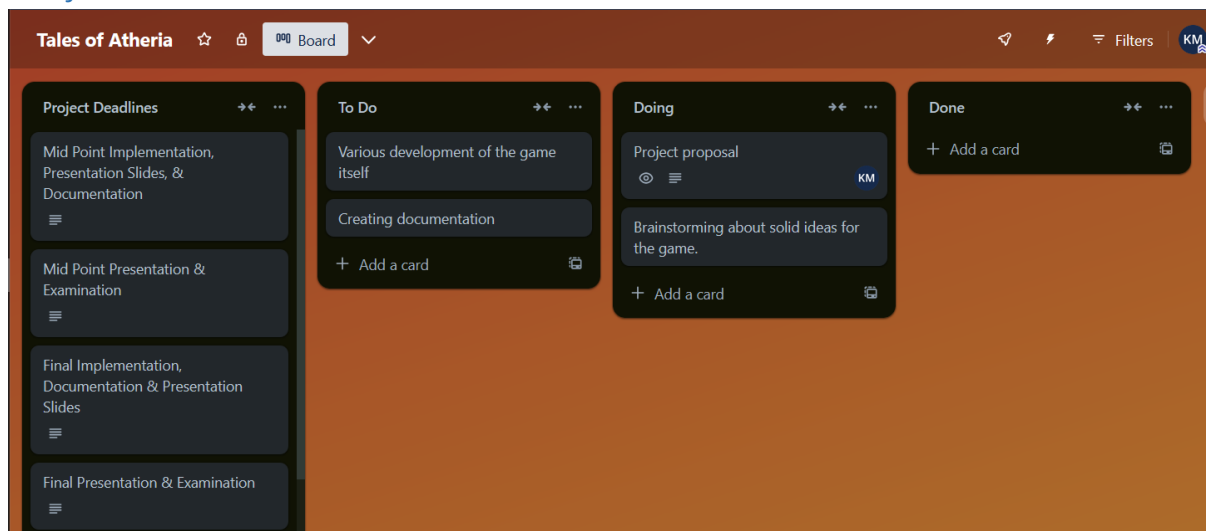 Tales of Atheria
Board
Filters
KM
Project Deadlines
Mid Point Implementation,
Presentation Slides, &
Documentation
Mid Point Presentation &
Examination
Final Implementation,
Documentation & Presentation
Slides
Final Presentation & Examination
To Do
Various development of the game
itself
Creating documentation
+ Add a card
Doing
Project proposal
KM
Brainstorming about solid ideas for
the game.
+ Add a card
Done
+ Add a card